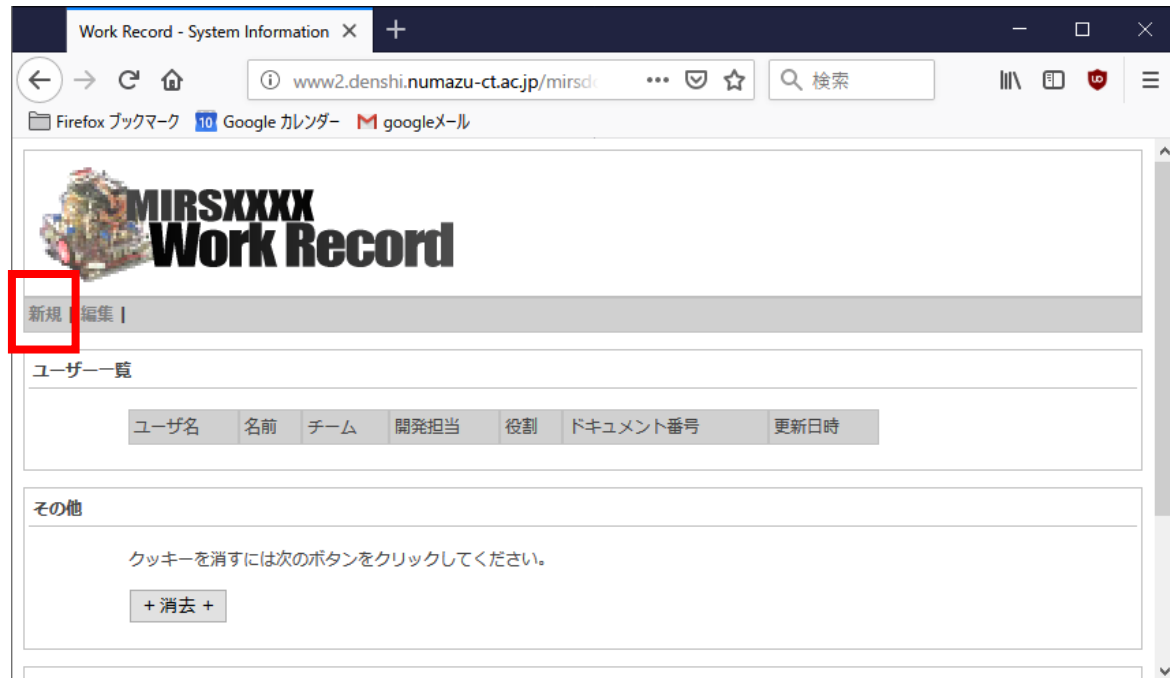 Work Record - System Information
www2.denshi.numazu-ct.ac.jp/mirsdo
検索
Firefox ブックマーク 10 Google カレンダー M googleメール
MIRSXXXX
Work Record
新規 | 編集 |
ユーザー一覧
ユーザ名 名前 チーム 開発担当 役割 ドキュメント番号 更新日時
その他
クッキーを消すには次のボタンをクリックしてください。
+ 消去 +